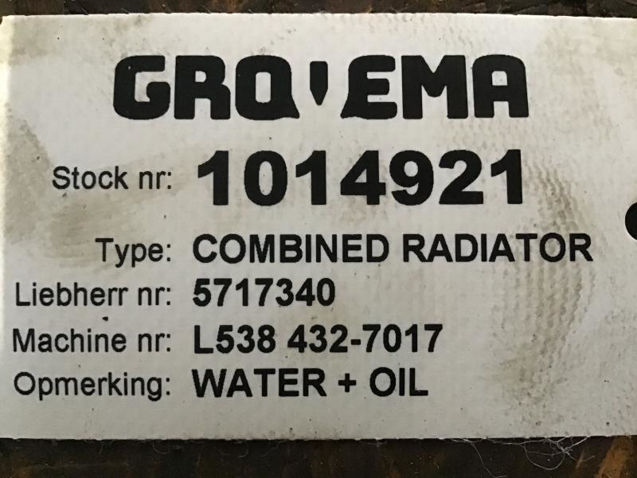 GRO'EMA
Stock nr: 1014921
Type: COMBINED RADIATOR
Liebherr nr: 5717340
Machine nr: L538 432-7017
Opmerking: WATER + OIL